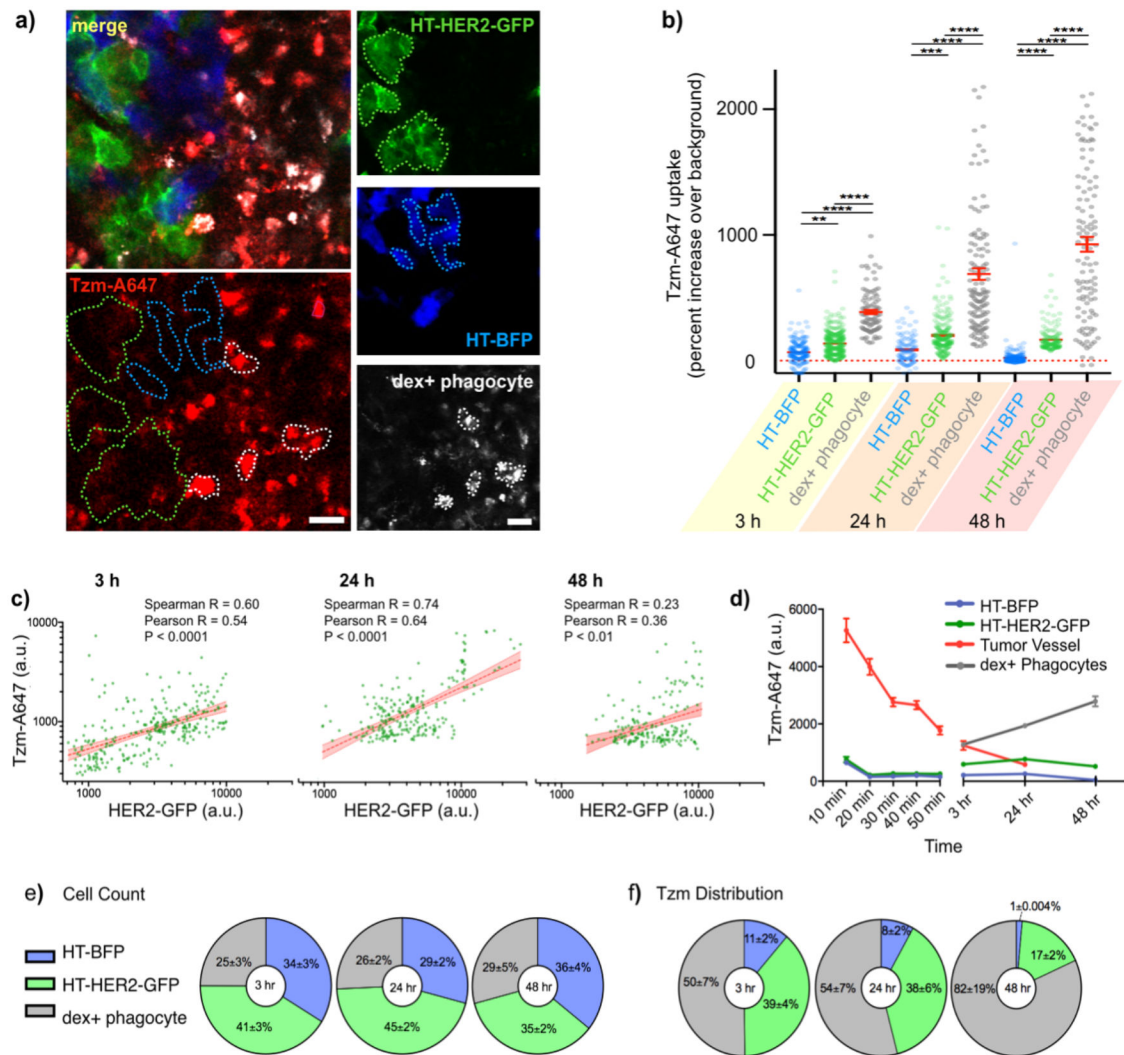 a)
merge
HT-HER2-GFP
Tzm-A647
HT-BFP
dex+ phagocyte
b)
Tzm-A647 uptake
(percent increase over background)
2000
1000
0
**
****
****
***
****
****
****
****
****
HT-BFP
HT-HER2-GFP
dex+ phagocyte
HT-BFP
HT-HER2-GFP
dex+ phagocyte
HT-BFP
HT-HER2-GFP
dex+ phagocyte
3 h
24 h
48 h
c)
3 h
Spearman R = 0.60
Pearson R = 0.54
P < 0.0001
24 h
Spearman R = 0.74
Pearson R = 0.64
P < 0.0001
48 h
Spearman R = 0.23
Pearson R = 0.36
P < 0.01
Tzm-A647 (a.u.)
1000
1000
10000
1000
10000
1000
10000
HER2-GFP (a.u.)
HER2-GFP (a.u.)
HER2-GFP (a.u.)
d)
HT-BFP
HT-HER2-GFP
Tumor Vessel
dex+ Phagocytes
Tzm-A647 (a.u.)
6000
4000
2000
0
10 min
20 min
30 min
40 min
50 min
3 hr
24 hr
48 hr
Time
e) Cell Count
HT-BFP
HT-HER2-GFP
dex+ phagocyte
25±3%
34±3%
3 hr
41±3%
26±2%
29±2%
24 hr
45±2%
29±5%
36±4%
48 hr
35±2%
f) Tzm Distribution
11±2%
50±7%
3 hr
39±4%
8±2%
54±7%
24 hr
38±6%
1±0.004%
17±2%
82±19%
48 hr